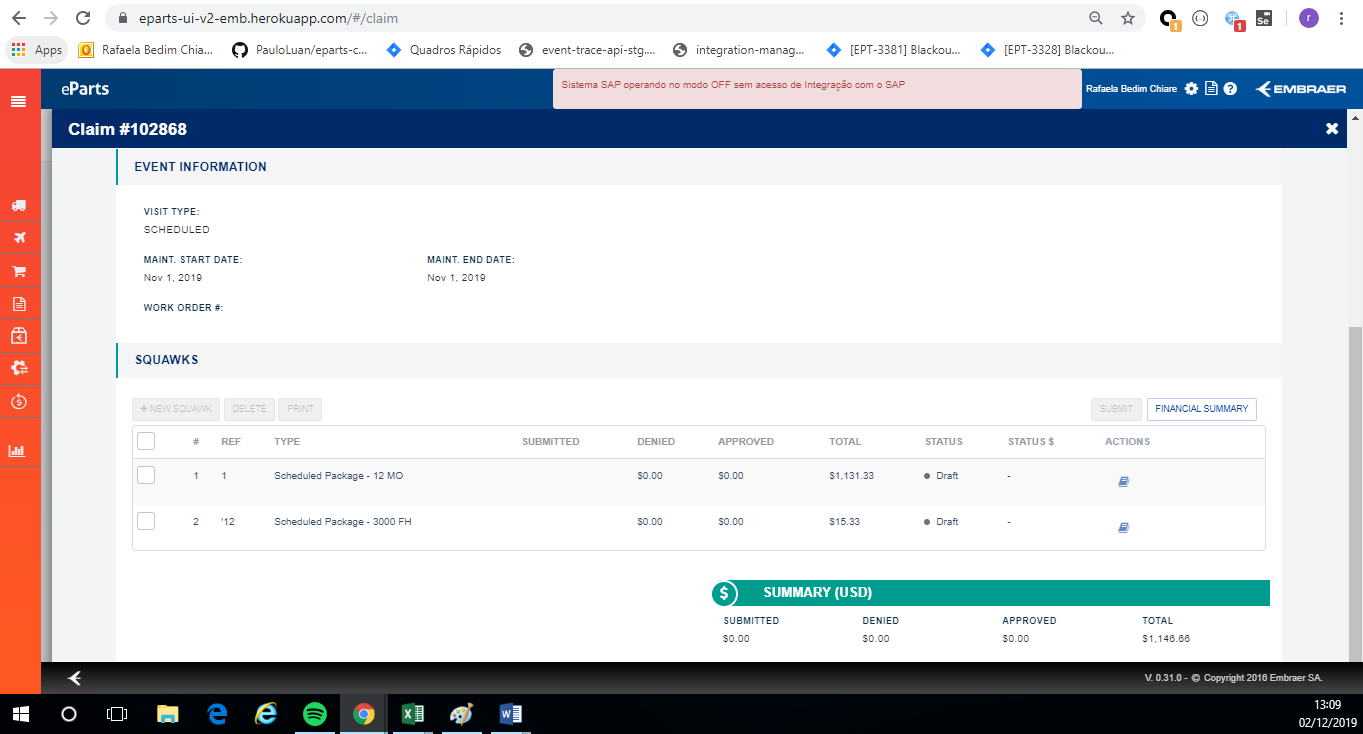 eparts-ui-v2-emb.herokuapp.com/#/claim
1
1
Se
r
Apps
Rafaela Bedim Chia...
PauloLuan/eparts-c...
Quadros Rápidos
event-trace-api-stg....
integration-manag...
[EPT-3381] Blackou...
[EPT-3328] Blackou...
eParts
Sistema SAP operando no modo OFF sem acesso de Integração com o SAP
Rafaela Bedim Chiare
EMBRAER
Claim #102868
EVENT INFORMATION
VISIT TYPE:
SCHEDULED
MAINT. START DATE: MAINT. END DATE:
Nov 1, 2019 Nov 1, 2019
WORK ORDER #:
SQUAWKS
+ NEW SQUAWK DELETE PRINT SUBMIT FINANCIAL SUMMARY
# REF TYPE SUBMITTED DENIED APPROVED TOTAL STATUS STATUS $ ACTIONS
1 1 Scheduled Package - 12 MO $0.00 $0.00 $1,131.33 Draft -
2 '12 Scheduled Package - 3000 FH $0.00 $0.00 $15.33 Draft -
$ SUMMARY (USD)
SUBMITTED DENIED APPROVED TOTAL
$0.00 $0.00 $0.00 $1,146.66
V. 0.31.0 - © Copyright 2016 Embraer SA.
13:09
02/12/2019